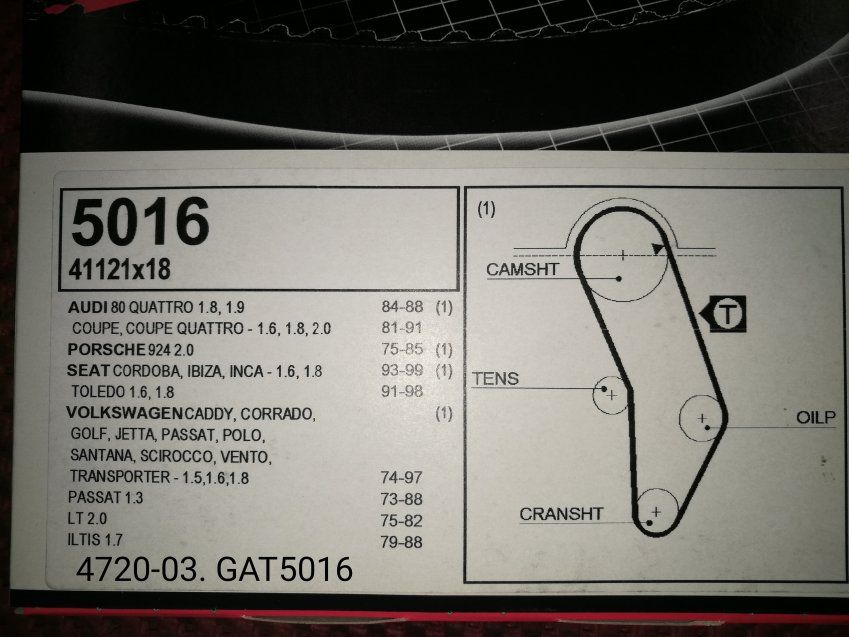 5016
41121x18
AUDI 80 QUATTRO 1.8, 1.9 84-88 (1)
COUPE, COUPE QUATTRO - 1.6, 1.8, 2.0 81-91
PORSCHE 924 2.0 75-85 (1)
SEAT CORDOBA, IBIZA, INCA - 1.6, 1.8 93-99 (1)
TOLEDO 1.6, 1.8 91-98
VOLKSWAGEN CADDY, CORRADO, (1)
GOLF, JETTA, PASSAT, POLO,
SANTANA, SCIROCCO, VENTO,
TRANSPORTER - 1.5,1.6,1.8 74-97
PASSAT 1.3 73-88
LT 2.0 75-82
ILTIS 1.7 79-88
4720-03. GAT5016
(1)
CAMSHT
T
TENS
OILP
CRANSHT